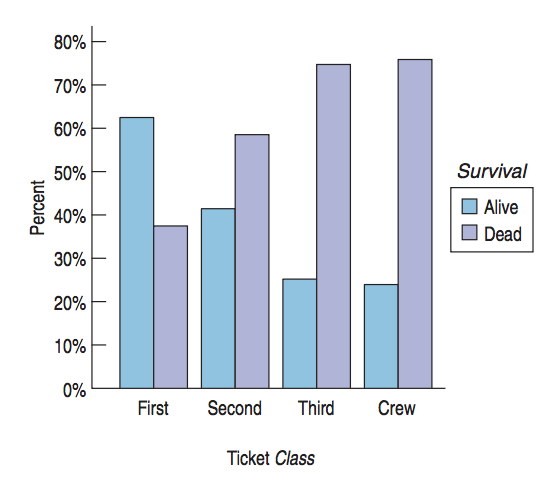 80%
70%
60%
50%
40%
30%
20%
10%
0%
Percent
First Second Third Crew
Ticket Class
Survival
Alive
Dead